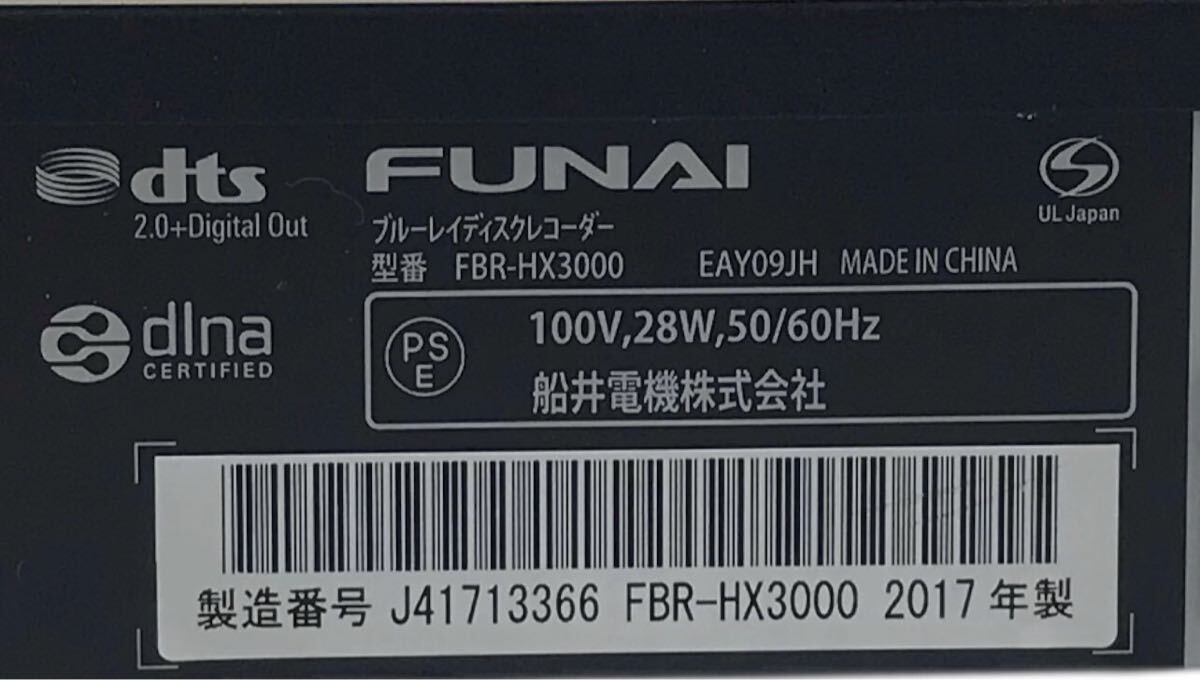 dts
2.0+Digital Out
FUNAI
UL Japan
ブルーレイディスクレコーダー
型番 FBR-HX3000 EAY09JH MADE IN CHINA
dlna
CERTIFIED
PS
E
100V,28W,50/60Hz
船井電機株式会社
製造番号 J41713366 FBR-HX3000 2017 年製